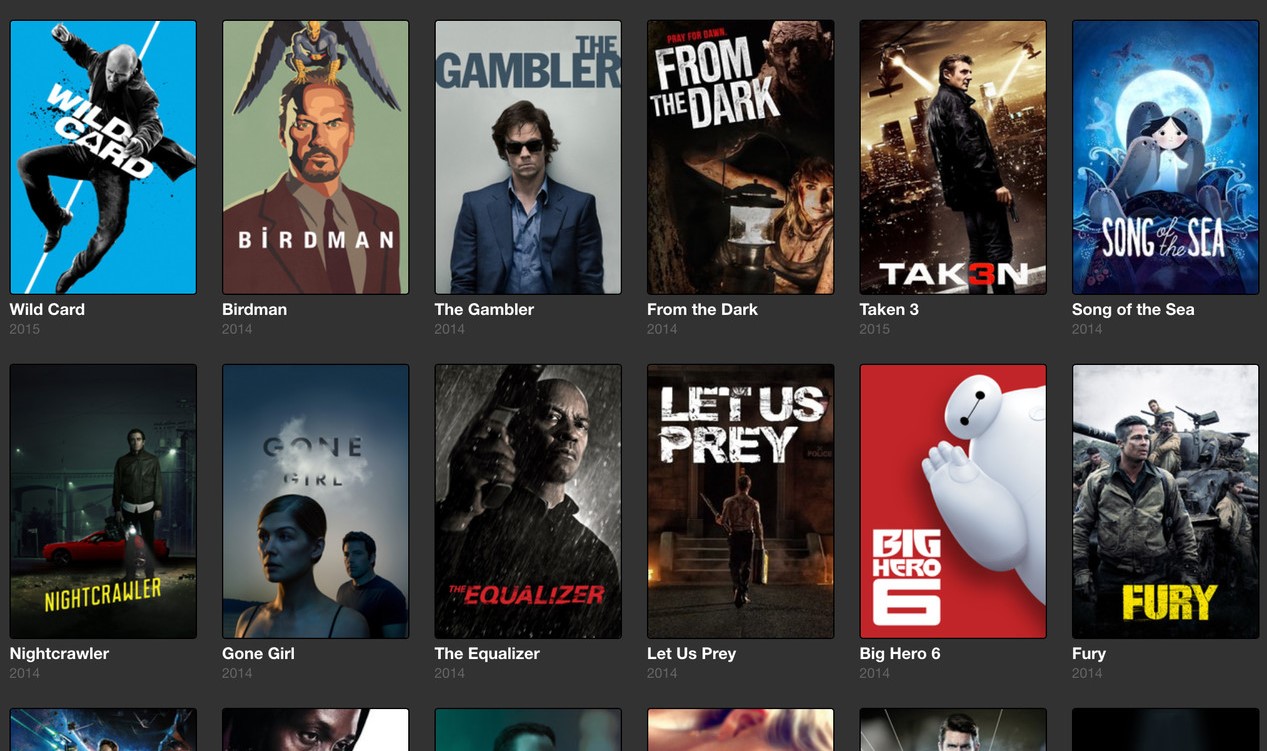 WILD
CARD
BiRDMAN
THE
GAMBLER
PRAY FOR DAWN.
FROM
THE DARK
TAK3N
SONG of the SEA
Wild Card
2015
Birdman
2014
The Gambler
2014
From the Dark
2014
Taken 3
2015
Song of the Sea
2014
NIGHTCRAWLER
GONE
GIRL
THE EQUALIZER
LET US
PREY
POLICE
BIG
HERO
6
FURY
Nightcrawler
2014
Gone Girl
2014
The Equalizer
2014
Let Us Prey
2014
Big Hero 6
2014
Fury
2014